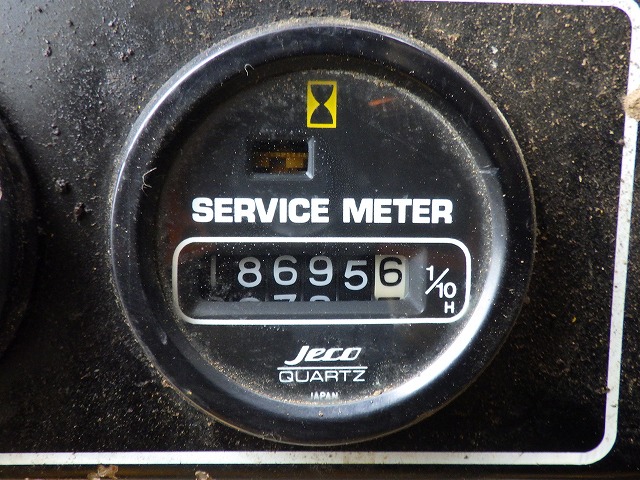 SERVICE METER
86956 1/10 H
Jeco
QUARTZ
JAPAN